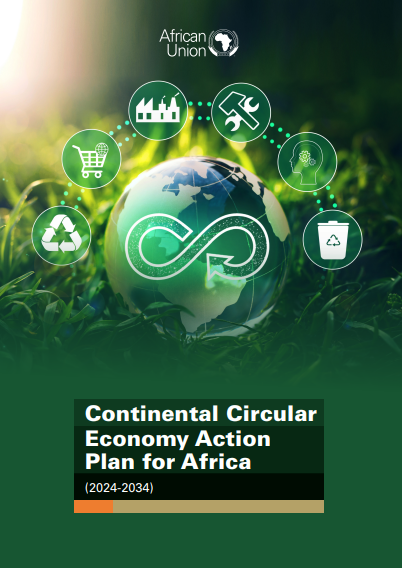 African
Union
Continental Circular
Economy Action
Plan for Africa
(2024-2034)